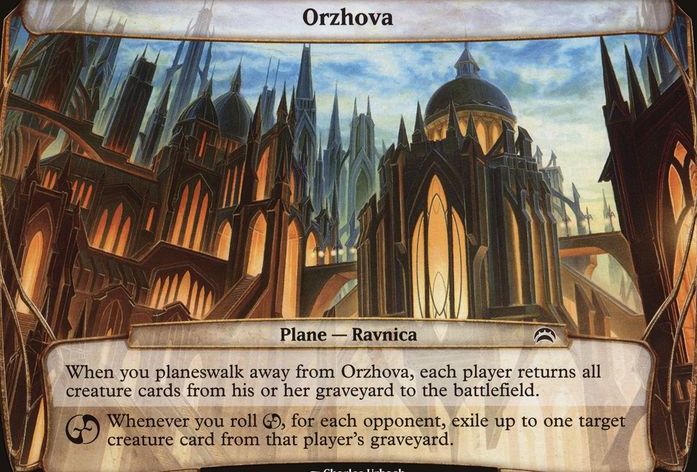 Orzhova
Plane — Ravnica
When you planeswalk away from Orzhova, each player returns all
creature cards from his or her graveyard to the battlefield.
Whenever you roll , for each opponent, exile up to one target
creature card from that player's graveyard.
Charles Urbach